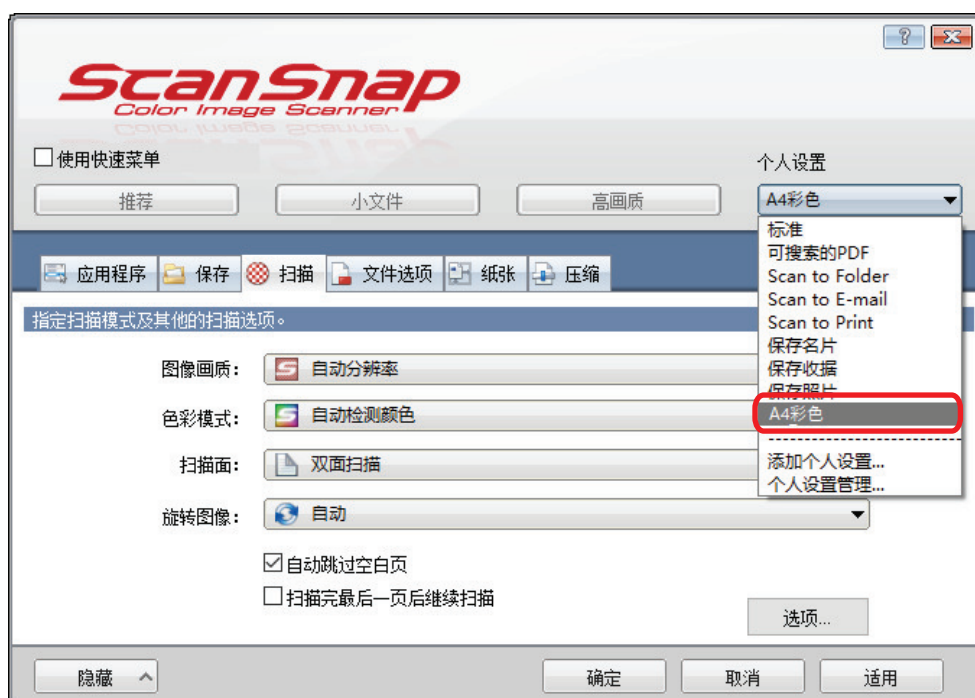 ScanSnap
Color Image Scanner
使用快速菜单
个人设置
推荐
小文件
高画质
A4彩色
标准
可搜索的PDF
Scan to Folder
Scan to E-mail
Scan to Print
保存名片
保存收据
保存照片
A4彩色
添加个人设置...
个人设置管理...
应用程序
保存
扫描
文件选项
纸张
压缩
指定扫描模式及其他的扫描选项。
图像画质:
自动分辨率
色彩模式:
自动检测颜色
扫描面:
双面扫描
旋转图像:
自动
自动跳过空白页
扫描完最后一页后继续扫描
选项...
隐藏
确定
取消
适用